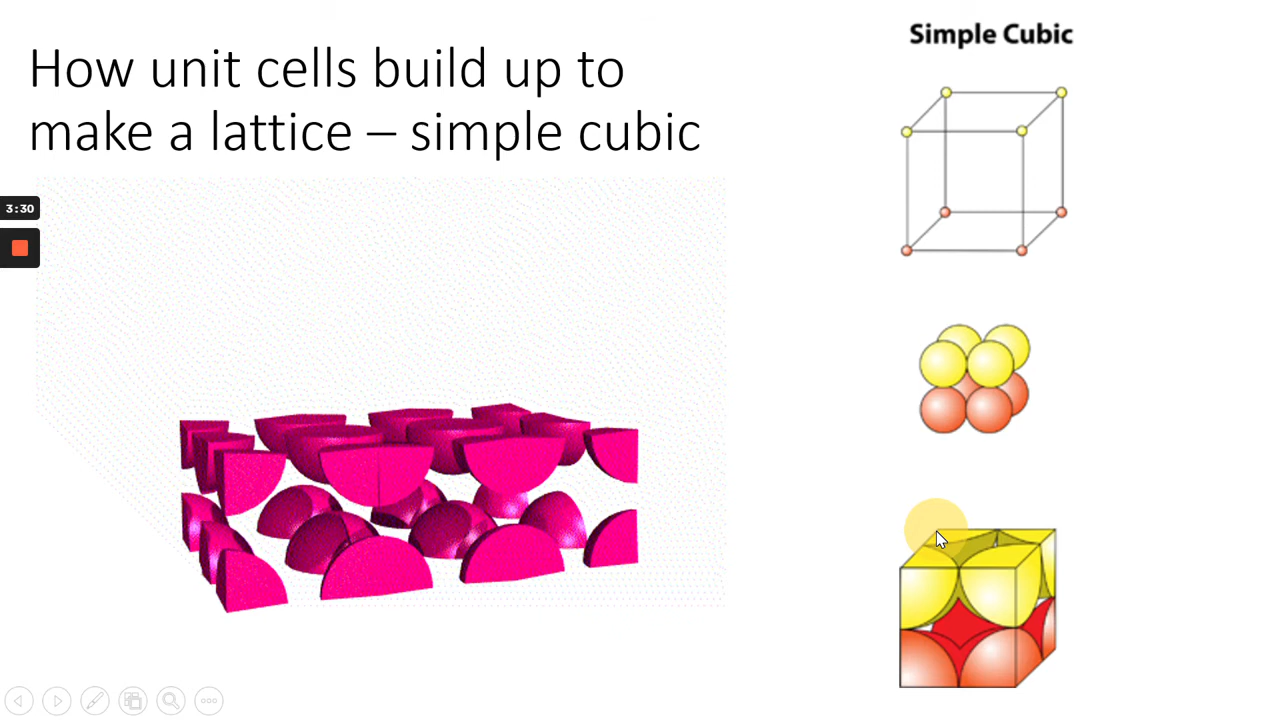 How unit cells build up to
make a lattice – simple cubic
Simple Cubic
3:30